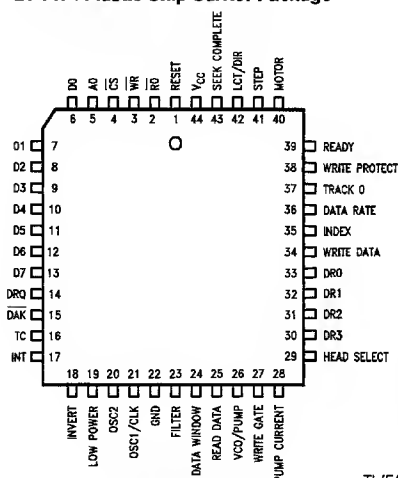 Plastic Chip Carrier Package
D0
A0
CS
WR
RD
RESET
VCC
SEEK COMPLETE
LCT/DIR
STEP
MOTOR
6 5 4 3 2 1 44 43 42 41 40
D1 7
D2 8
D3 9
D4 10
D5 11
D6 12
D7 13
DRQ 14
DAK 15
TC 16
INT 17
39 READY
38 WRITE PROTECT
37 TRACK 0
36 DATA RATE
35 INDEX
34 WRITE DATA
33 DR0
32 DR1
31 DR2
30 DR3
29 HEAD SELECT
18 19 20 21 22 23 24 25 26 27 28
INVERT
LOW POWER
OSC2
OSC1/CLK
GND
FILTER
DATA WINDOW
READ DATA
VCO/PUMP
WRITE GATE
PUMP CURRENT